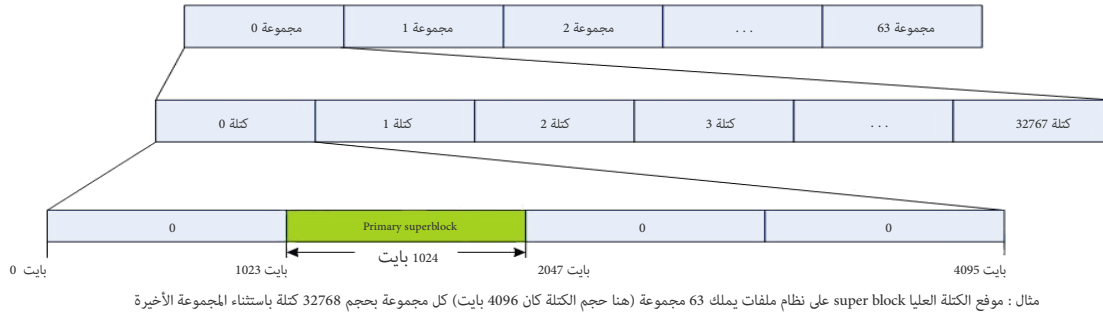 مجموعة 0
مجموعة 1
مجموعة 2
. . .
مجموعة 63
كتلة 0
كتلة 1
كتلة 2
كتلة 3
. . .
كتلة 32767
0
Primary superblock
0
0
1024 بايت
بايت 0
بايت 1023
بايت 2047
بايت 4095
مثال : موفع الكتلة العليا super block على نظام ملفات يملك 63 مجموعة (هنا حجم الكتلة كان 4096 بايت) كل مجموعة بحجم 32768 كتلة باستثناء المجموعة الأخيرة